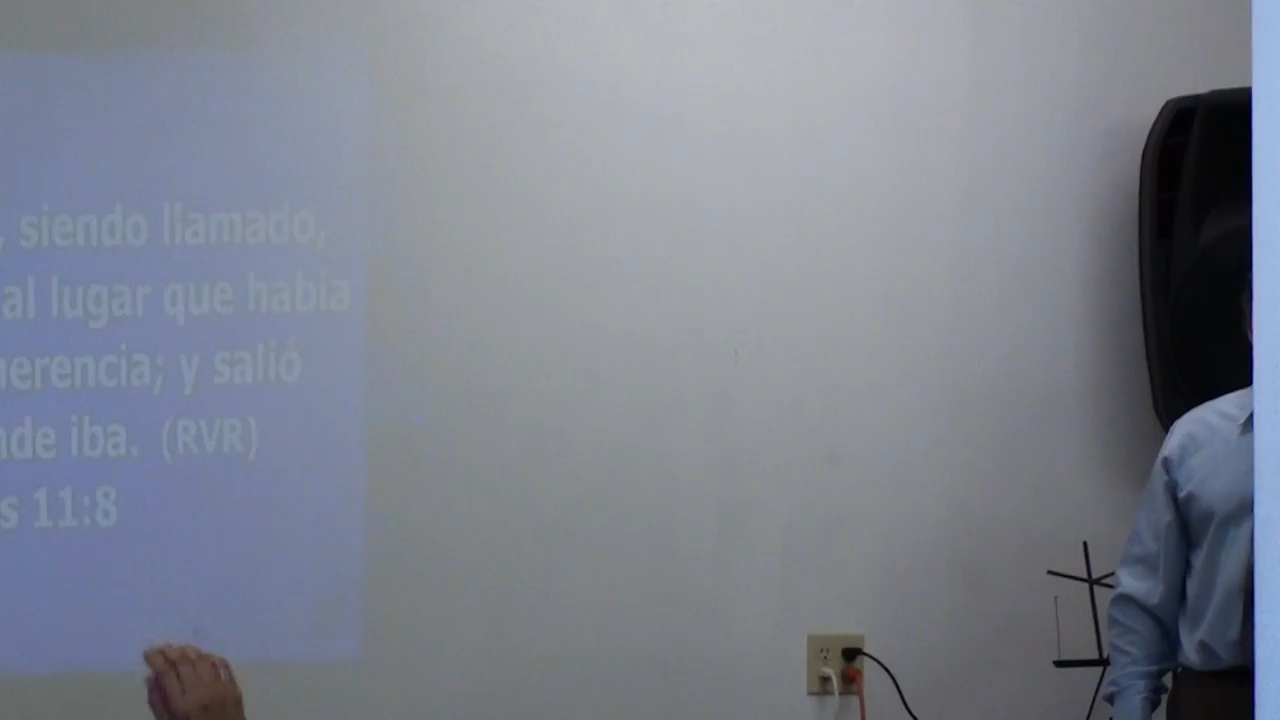 , siendo llamado,
al lugar que había
herencia; y salió
nde iba. (RVR)
s 11:8